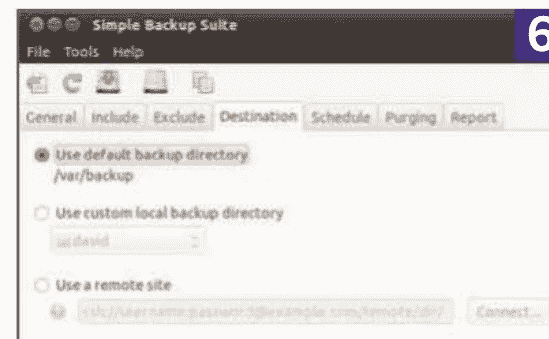 Simple Backup Suite
6
File Tools Help
General Include Exclude Destination Schedule Purging Report
Use default backup directory
/var/backup
Use custom local backup directory
Use a remote site
Connect...